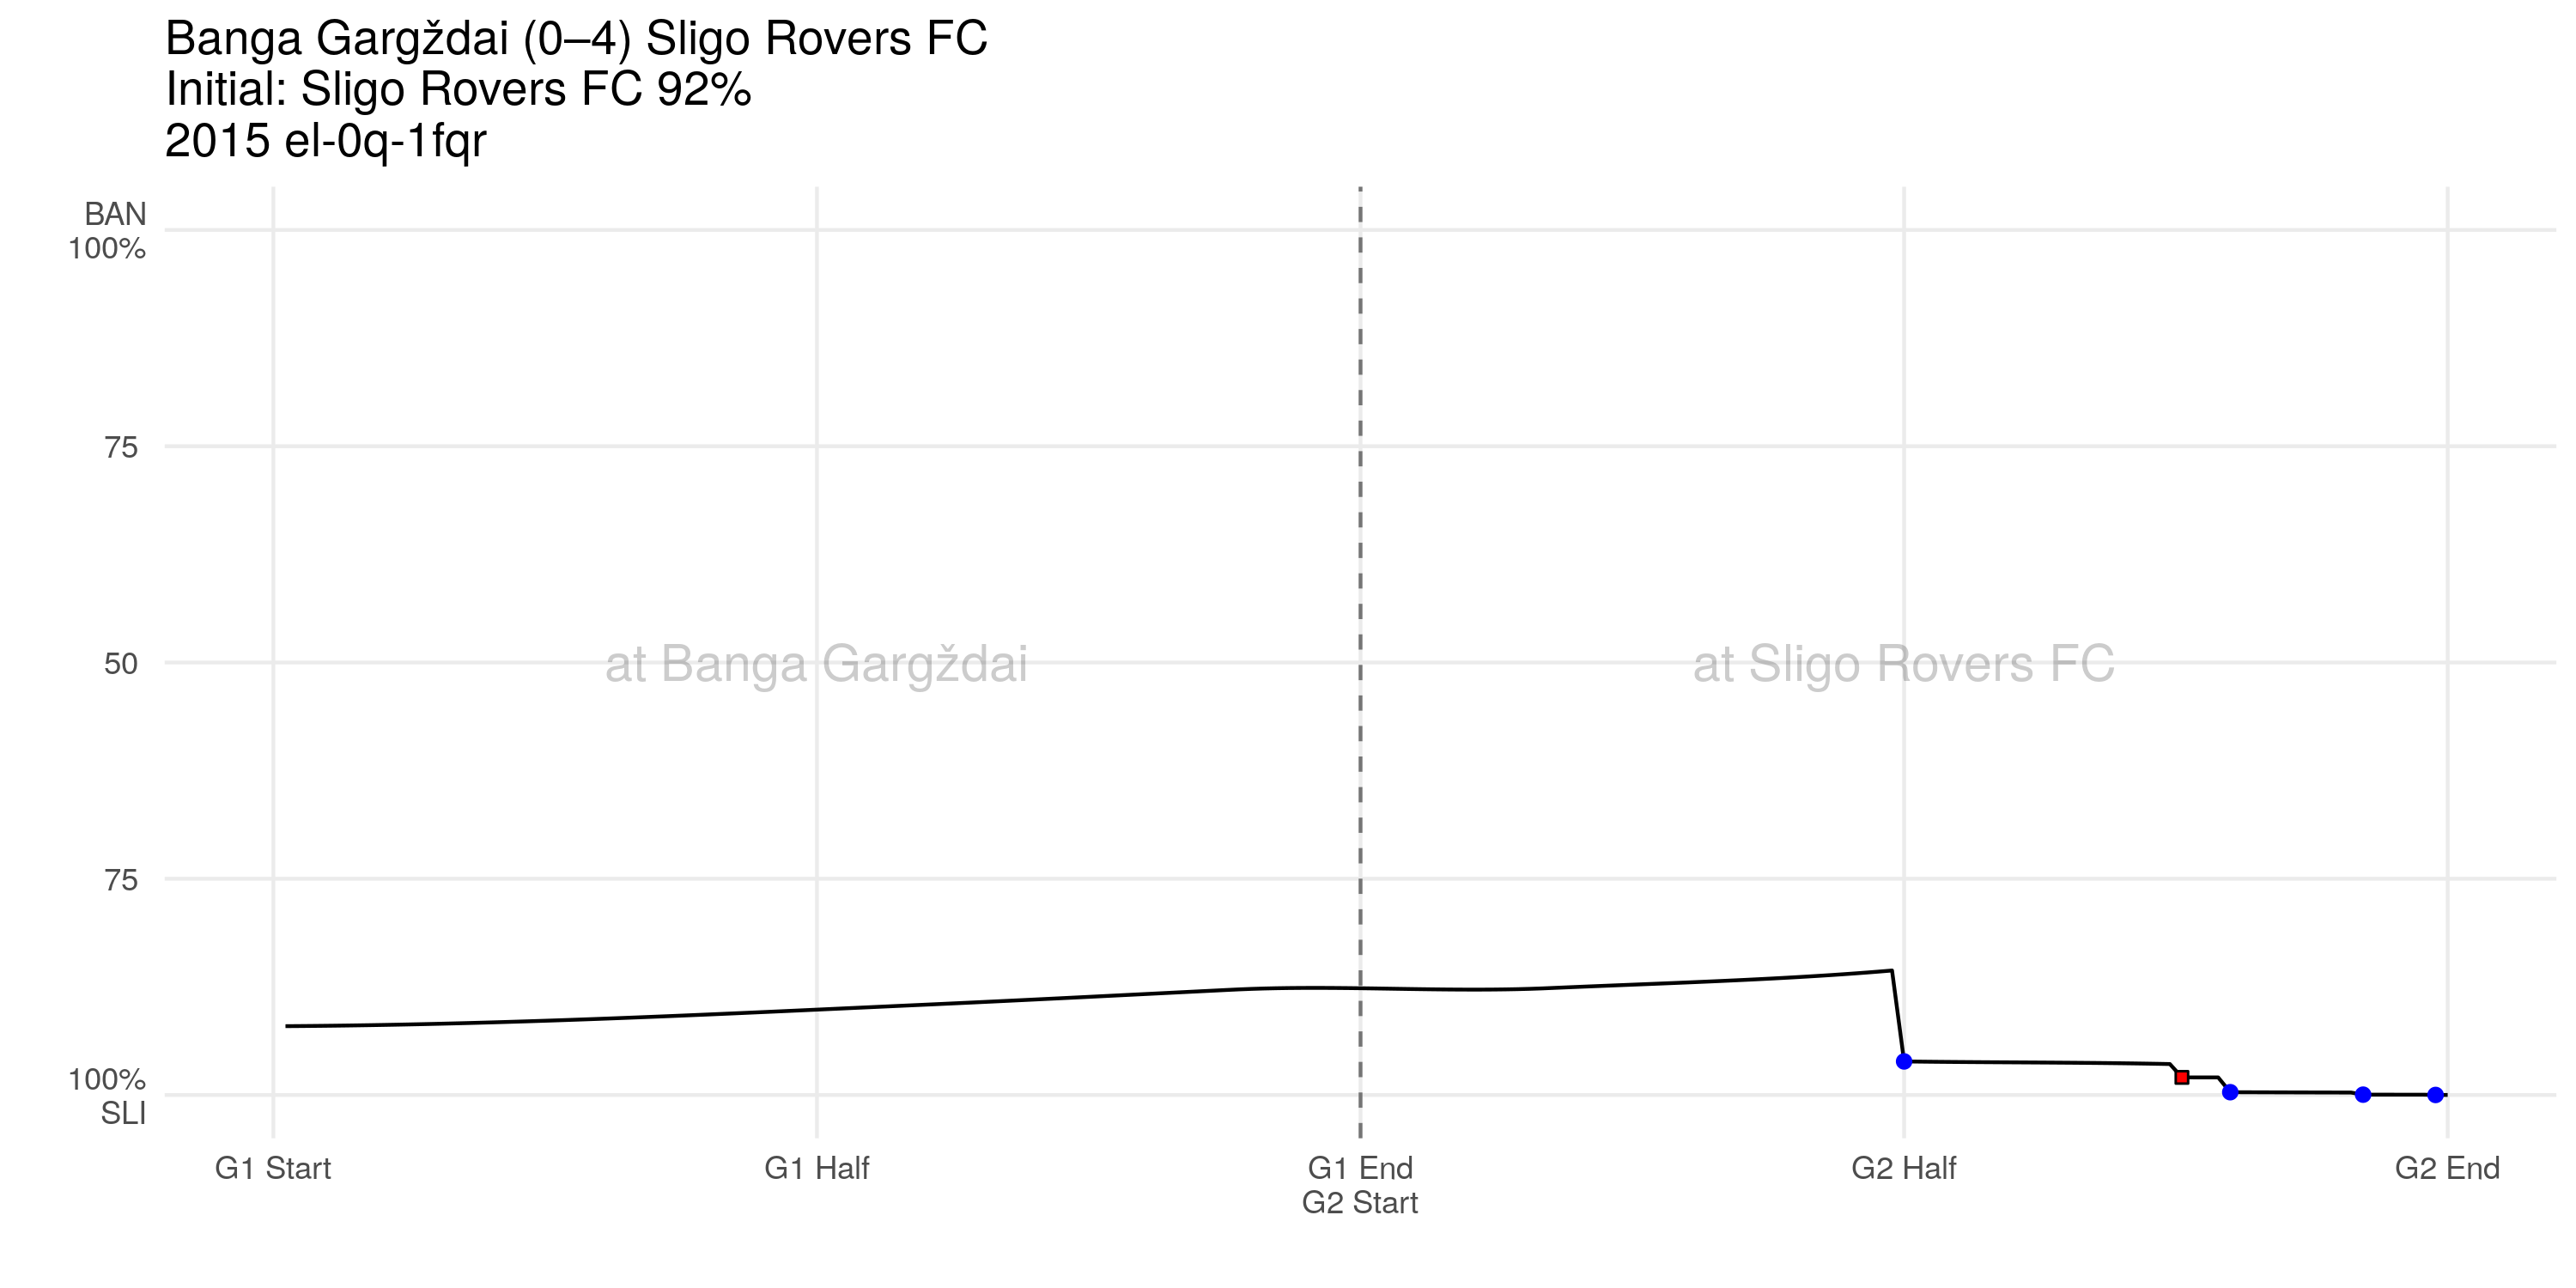 Banga Gargždai (0–4) Sligo Rovers FC
Initial: Sligo Rovers FC 92%
2015 el-0q-1fqr
BAN
100%
75
50
75
100%
SLI
at Banga Gargždai
at Sligo Rovers FC
G1 Start
G1 Half
G1 End
G2 Start
G2 Half
G2 End